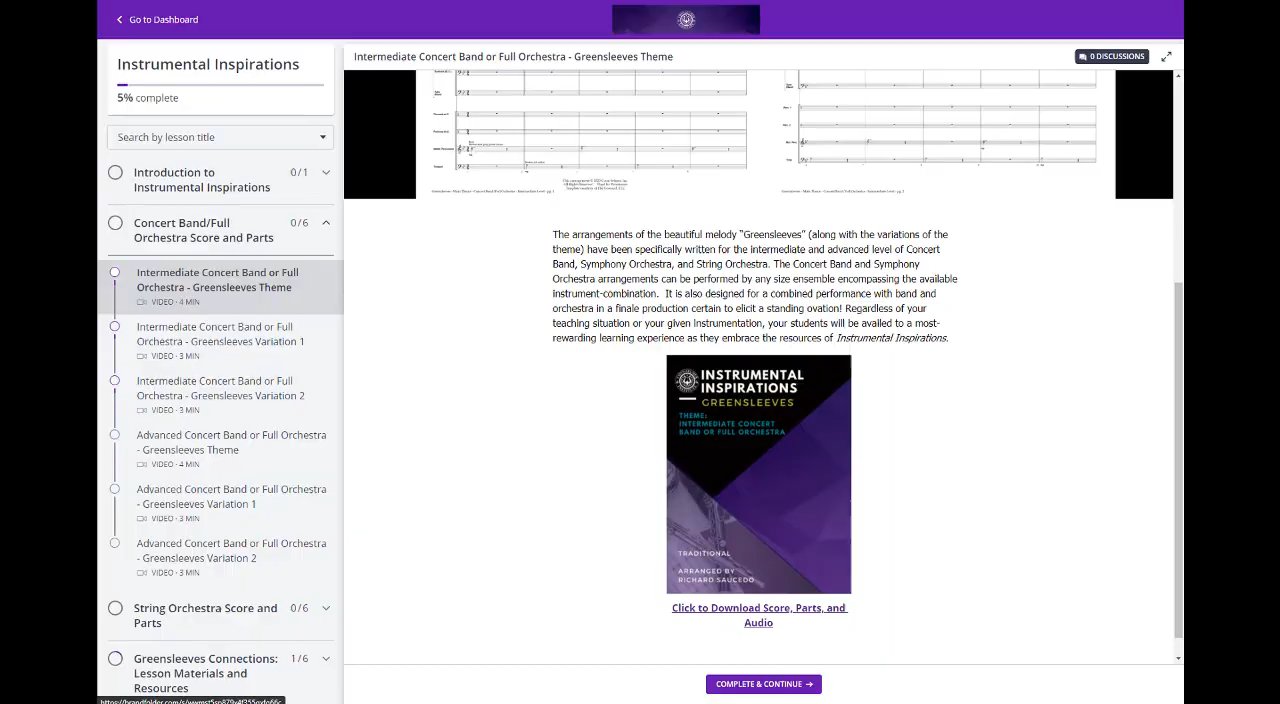 Go to Dashboard
Instrumental Inspirations
5% complete
Search by lesson title
Introduction to
Instrumental Inspirations
0/1
Concert Band/Full
Orchestra Score and Parts
0/6
Intermediate Concert Band or Full
Orchestra - Greensleeves Theme
VIDEO · 4 MIN
Intermediate Concert Band or Full
Orchestra - Greensleeves Variation 1
VIDEO · 3 MIN
Intermediate Concert Band or Full
Orchestra - Greensleeves Variation 2
VIDEO · 3 MIN
Advanced Concert Band or Full Orchestra
- Greensleeves Theme
VIDEO · 4 MIN
Advanced Concert Band or Full Orchestra
- Greensleeves Variation 1
VIDEO · 3 MIN
Advanced Concert Band or Full Orchestra
- Greensleeves Variation 2
VIDEO · 3 MIN
String Orchestra Score and
Parts
0/6
Greensleeves Connections:
Lesson Materials and
Resources
1/6
Intermediate Concert Band or Full Orchestra - Greensleeves Theme
0 DISCUSSIONS
The arrangements of the beautiful melody “Greensleeves” (along with the variations of the
theme) have been specifically written for the intermediate and advanced level of Concert
Band, Symphony Orchestra, and String Orchestra. The Concert Band and Symphony
Orchestra arrangements can be performed by any size ensemble encompassing the available
instrument-combination. It is also designed for a combined performance with band and
orchestra in a finale production certain to elicit a standing ovation! Regardless of your
teaching situation or your given instrumentation, your students will be availed to a most-
rewarding learning experience as they embrace the resources of Instrumental Inspirations.
INSTRUMENTAL
INSPIRATIONS
GREENSLEEVES
THEME:
INTERMEDIATE CONCERT
BAND OR FULL ORCHESTRA
TRADITIONAL
ARRANGED BY
RICHARD SAUCEDO
Click to Download Score, Parts, and
Audio
COMPLETE & CONTINUE →